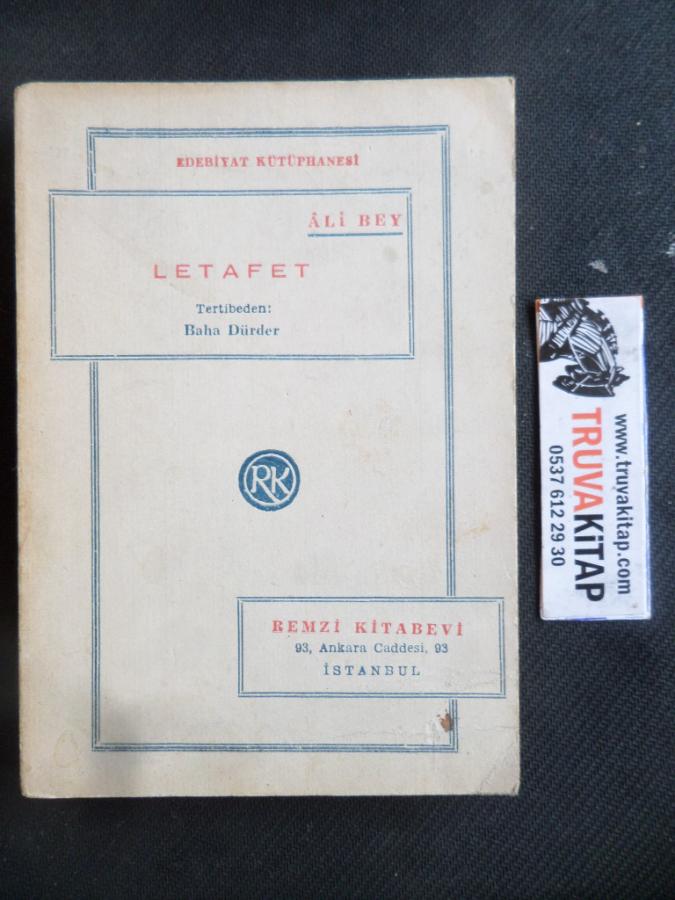 EDEBİYAT KÜTÜPHANESİ
ÂLİ BEY
LETAFET
Tertibeden:
Baha Dürder
RK
REMZİ KİTABEVİ
93, Ankara Caddesi, 93
İSTANBUL
www.truvakitap.com
TRUVAKİTAP
0537 612 29 30